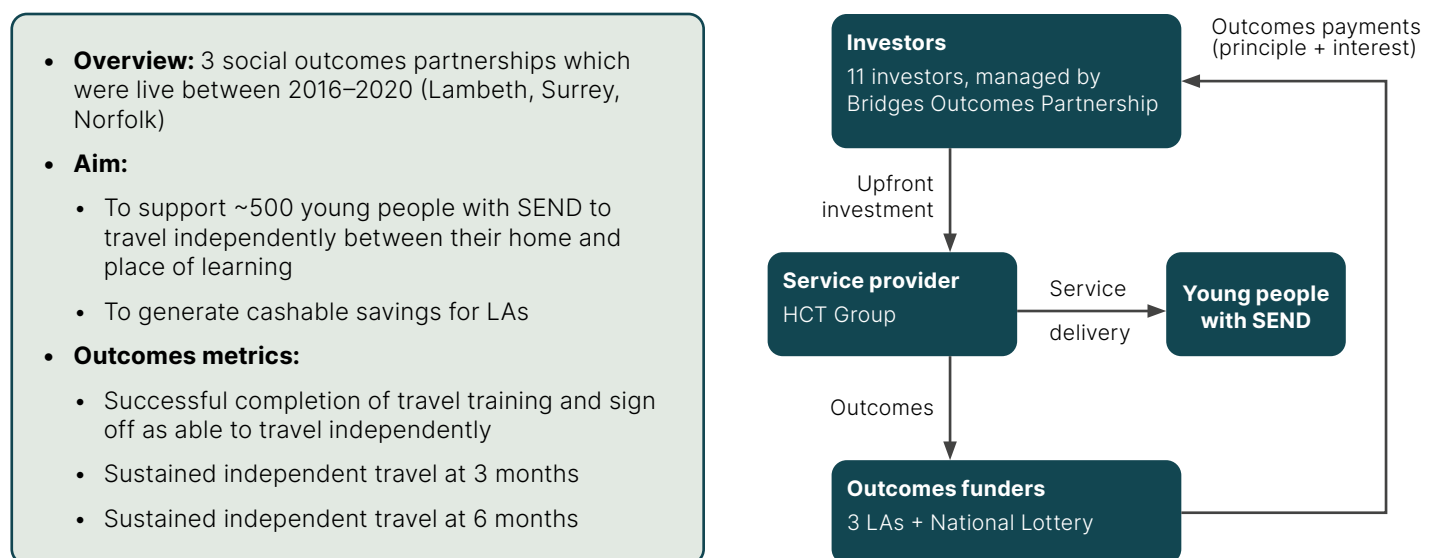 • Overview: 3 social outcomes partnerships which
were live between 2016–2020 (Lambeth, Surrey,
Norfolk)
• Aim:
• To support ~500 young people with SEND to
travel independently between their home and
place of learning
• To generate cashable savings for LAs
• Outcomes metrics:
• Successful completion of travel training and sign
off as able to travel independently
• Sustained independent travel at 3 months
• Sustained independent travel at 6 months
Investors
11 investors, managed by
Bridges Outcomes Partnership
Outcomes payments
(principle + interest)
Upfront
investment
Service provider
HCT Group
Service
delivery
Young people
with SEND
Outcomes
Outcomes funders
3 LAs + National Lottery